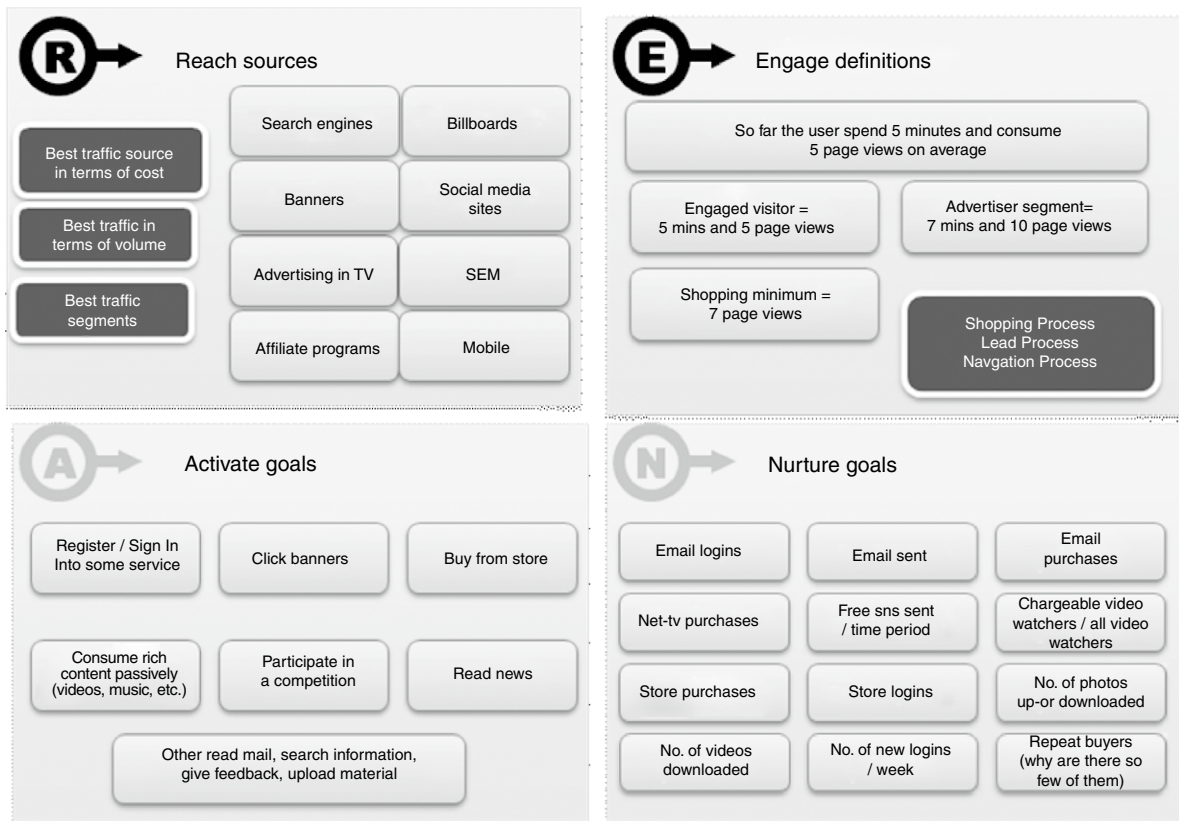 R
Reach sources
Best traffic source
in terms of cost
Best traffic in
terms of volume
Best traffic
segments
Search engines
Billboards
Banners
Social media
sites
Advertising in TV
SEM
Affiliate programs
Mobile
E
Engage definitions
So far the user spend 5 minutes and consume
5 page views on average
Engaged visitor =
5 mins and 5 page views
Advertiser segment=
7 mins and 10 page views
Shopping minimum =
7 page views
Shopping Process
Lead Process
Navgation Process
A
Activate goals
Register / Sign In
Into some service
Click banners
Buy from store
Consume rich
content passively
(videos, music, etc.)
Participate in
a competition
Read news
Other read mail, search information,
give feedback, upload material
N
Nurture goals
Email logins
Email sent
Email
purchases
Net-tv purchases
Free sns sent
/ time period
Chargeable video
watchers / all video
watchers
Store purchases
Store logins
No. of photos
up-or downloaded
No. of videos
downloaded
No. of new logins
/ week
Repeat buyers
(why are there so
few of them)